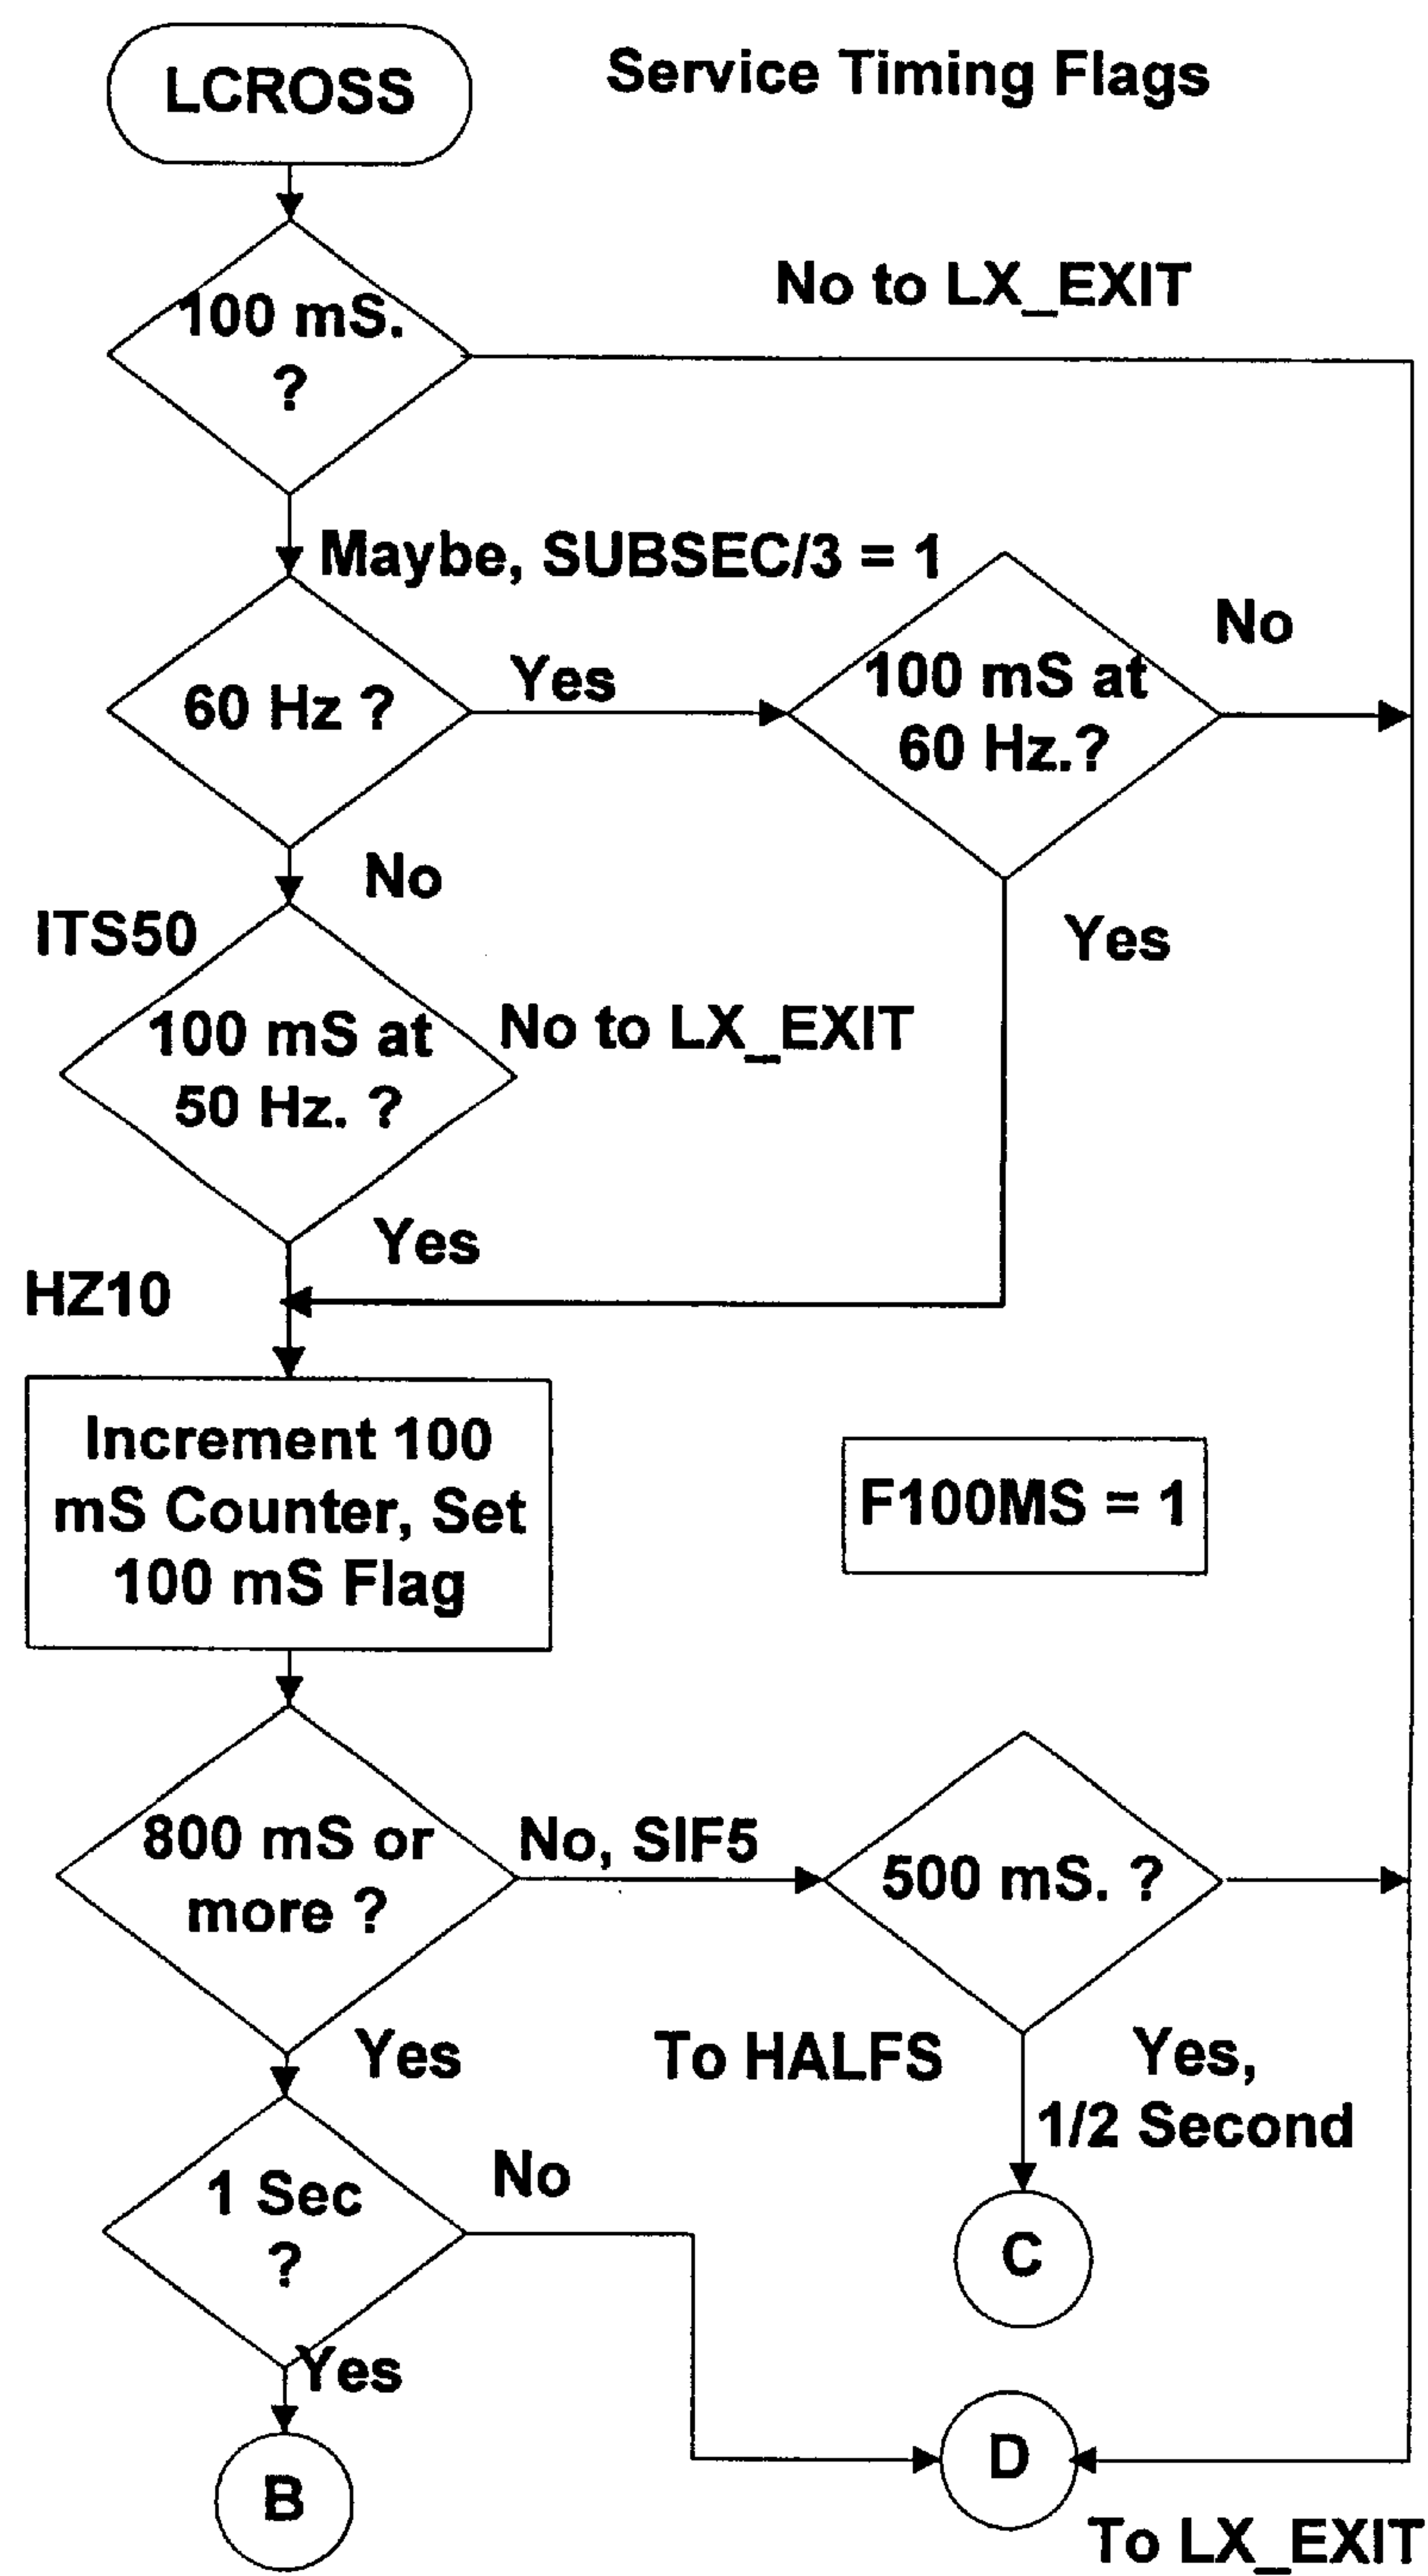 LCROSS
Service Timing Flags
100 mS.
?
No to LX_EXIT
Maybe, SUBSEC/3 = 1
60 Hz ?
Yes
100 mS at
60 Hz.?
No
No
Yes
ITS50
100 mS at
50 Hz. ?
No to LX_EXIT
Yes
HZ10
Increment 100
mS Counter, Set
100 mS Flag
F100MS = 1
800 mS or
more ?
No, SIF5
500 mS. ?
Yes
To HALFS
Yes,
1/2 Second
1 Sec
?
No
C
Yes
B
D
To LX_EXIT